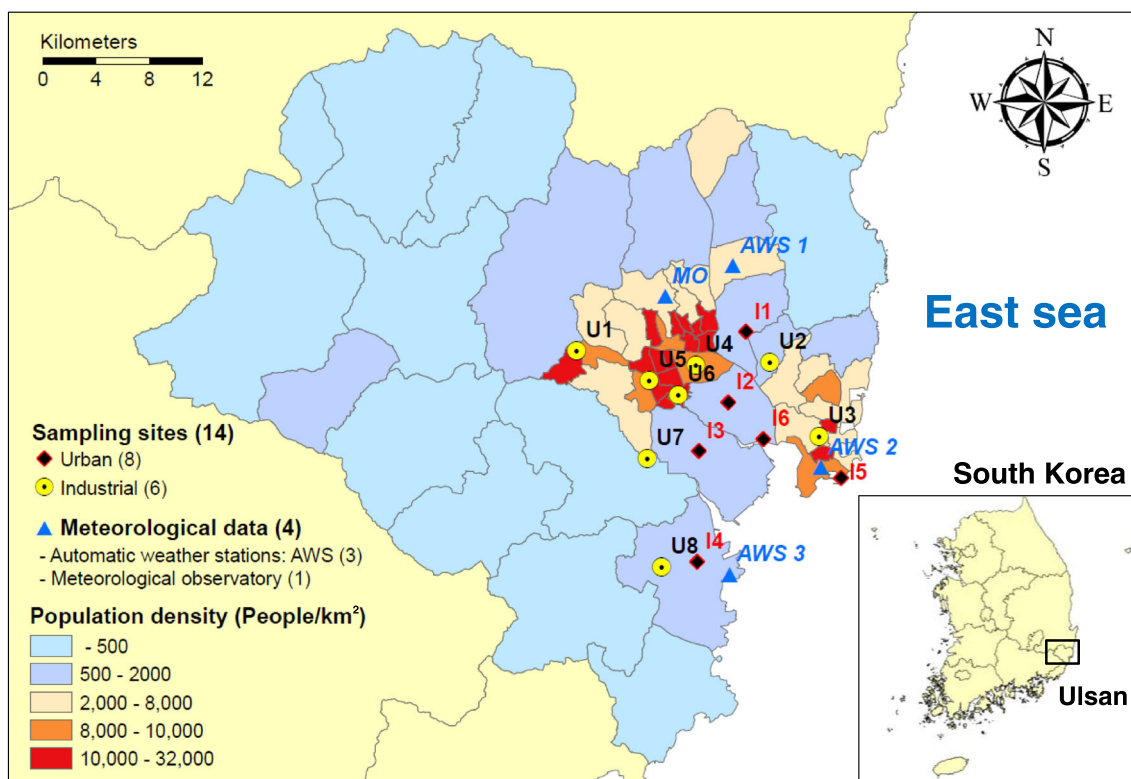 Kilometers
0 4 8 12
N
W E
S
AWS 1
MO
I1
East sea
U1
U4
U2
U5
U6
I2
I6
U3
I3
U7
AWS 2
I5
Sampling sites (14)
Urban (8)
Industrial (6)
South Korea
Meteorological data (4)
- Automatic weather stations: AWS (3)
- Meteorological observatory (1)
U8
I4
AWS 3
Population density (People/km²)
- 500
500 - 2000
2,000 - 8,000
8,000 - 10,000
10,000 - 32,000
Ulsan